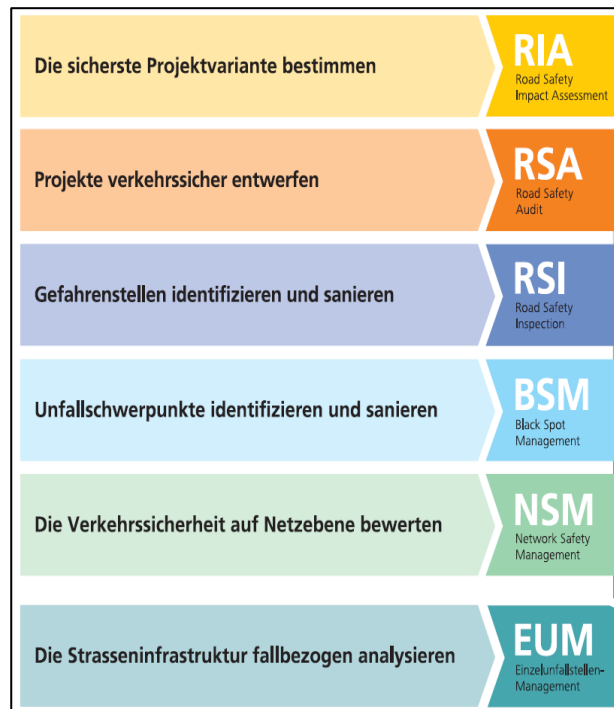 Die sicherste Projektvariante bestimmen
RIA
Road Safety
Impact Assessment
Projekte verkehrssicher entwerfen
RSA
Road Safety
Audit
Gefahrenstellen identifizieren und sanieren
RSI
Road Safety
Inspection
Unfallschwerpunkte identifizieren und sanieren
BSM
Black Spot
Management
Die Verkehrssicherheit auf Netzebene bewerten
NSM
Network Safety
Management
Die Strasseninfrastruktur fallbezogen analysieren
EUM
Einzelunfallstellen-
Management